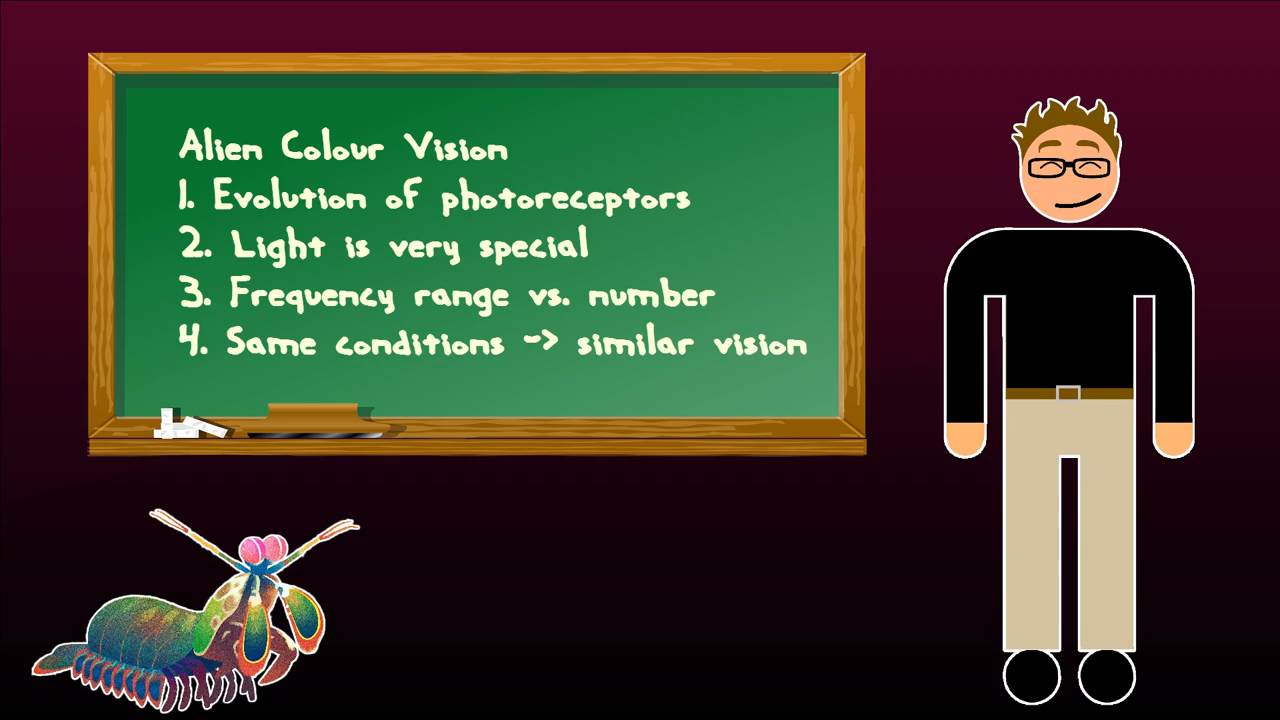 Alien Colour Vision
1. Evolution of photoreceptors
2. Light is very special
3. Frequency range vs. number
4. Same conditions -> similar vision